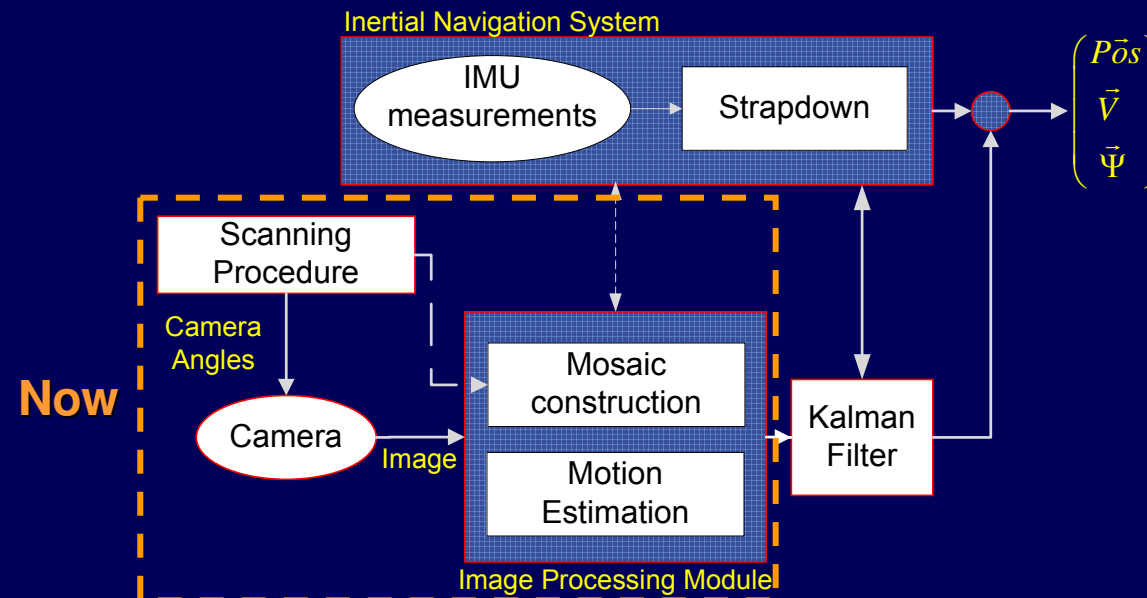 Inertial Navigation System
IMU
measurements
Strapdown
Pos
V
Ψ
Scanning
Procedure
Camera
Angles
Now
Camera
Image
Mosaic
construction
Motion
Estimation
Image Processing Module
Kalman
Filter